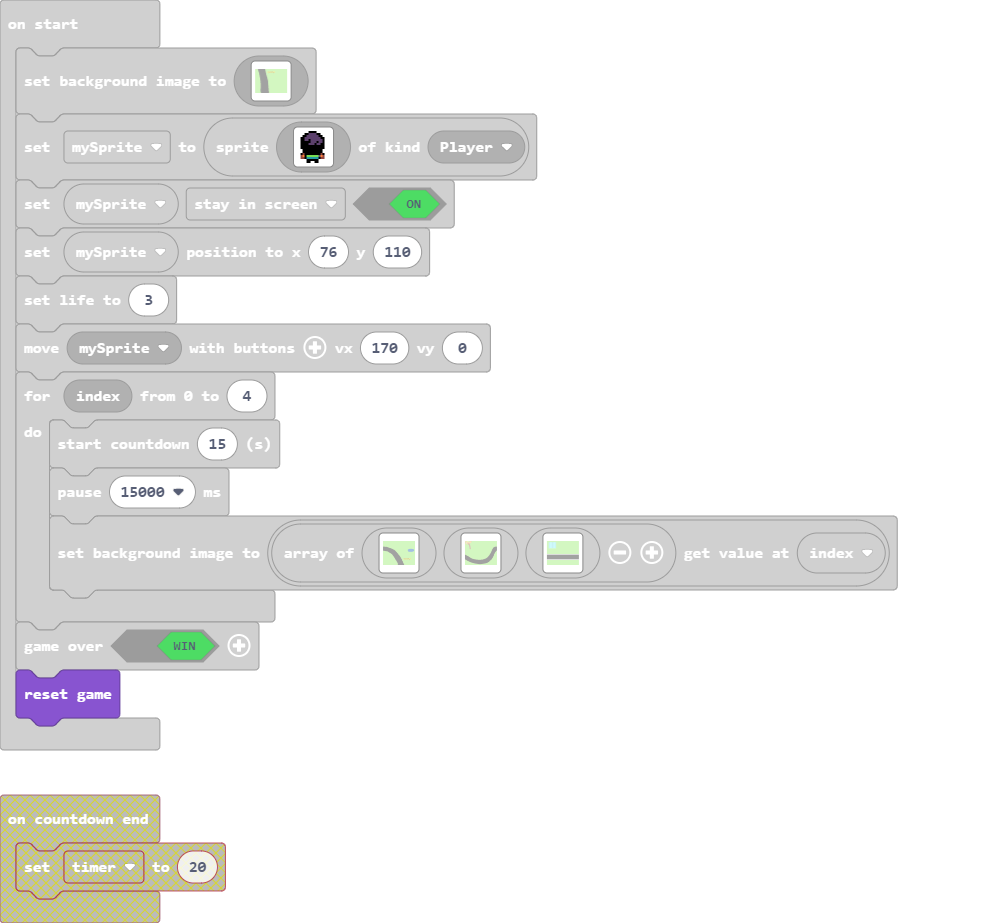 on start
set background image to
set mySprite to sprite of kind Player
set mySprite stay in screen ON
set mySprite position to x 76 y 110
set life to 3
move mySprite with buttons vx 170 vy 0
for index from 0 to 4
do
start countdown 15 (s)
pause 15000 ms
set background image to array of get value at index
game over WIN
reset game
on countdown end
set timer to 20